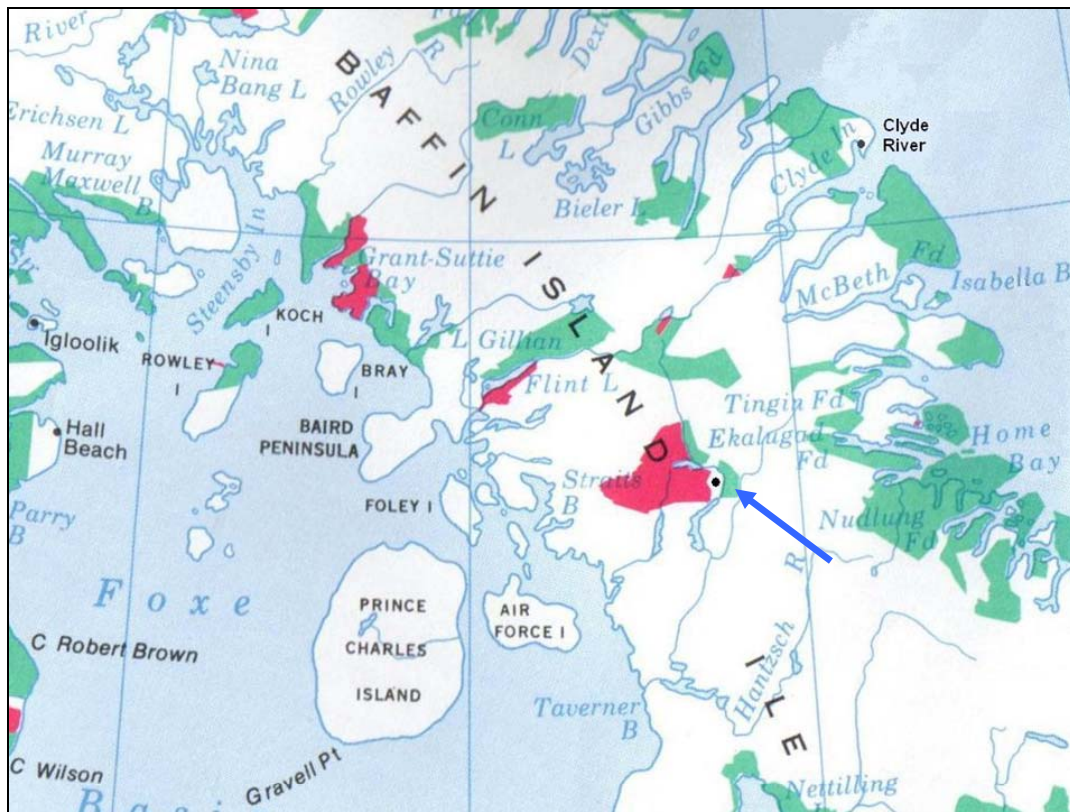 River
Nina
Bang L
Erichsen L
Murray
Maxwell
B
Steensby In
Str.
Igloolik
Hall
Beach
Parry
B
ROWLEY
I
KOCH
I
Rowley R
Conn
L
Bieler L
Gibbs Fd
Clyde In
Clyde
River
Grant-Suttie
Bay
BAFFIN ISLAND
BRAY
I
BAIRD
PENINSULA
L Gillian
Flint L
McBeth Fd
Isabella B
Tingin Fd
Ekalugad
Fd
Home
Bay
Nudlung
Fd
Straits
B
FOLEY I
PRINCE
CHARLES
ISLAND
AIR
FORCE I
Foxe
C Robert Brown
C Wilson
Gravell Pt
Taverner
B
Hantzsch R
ILE
Nettilling